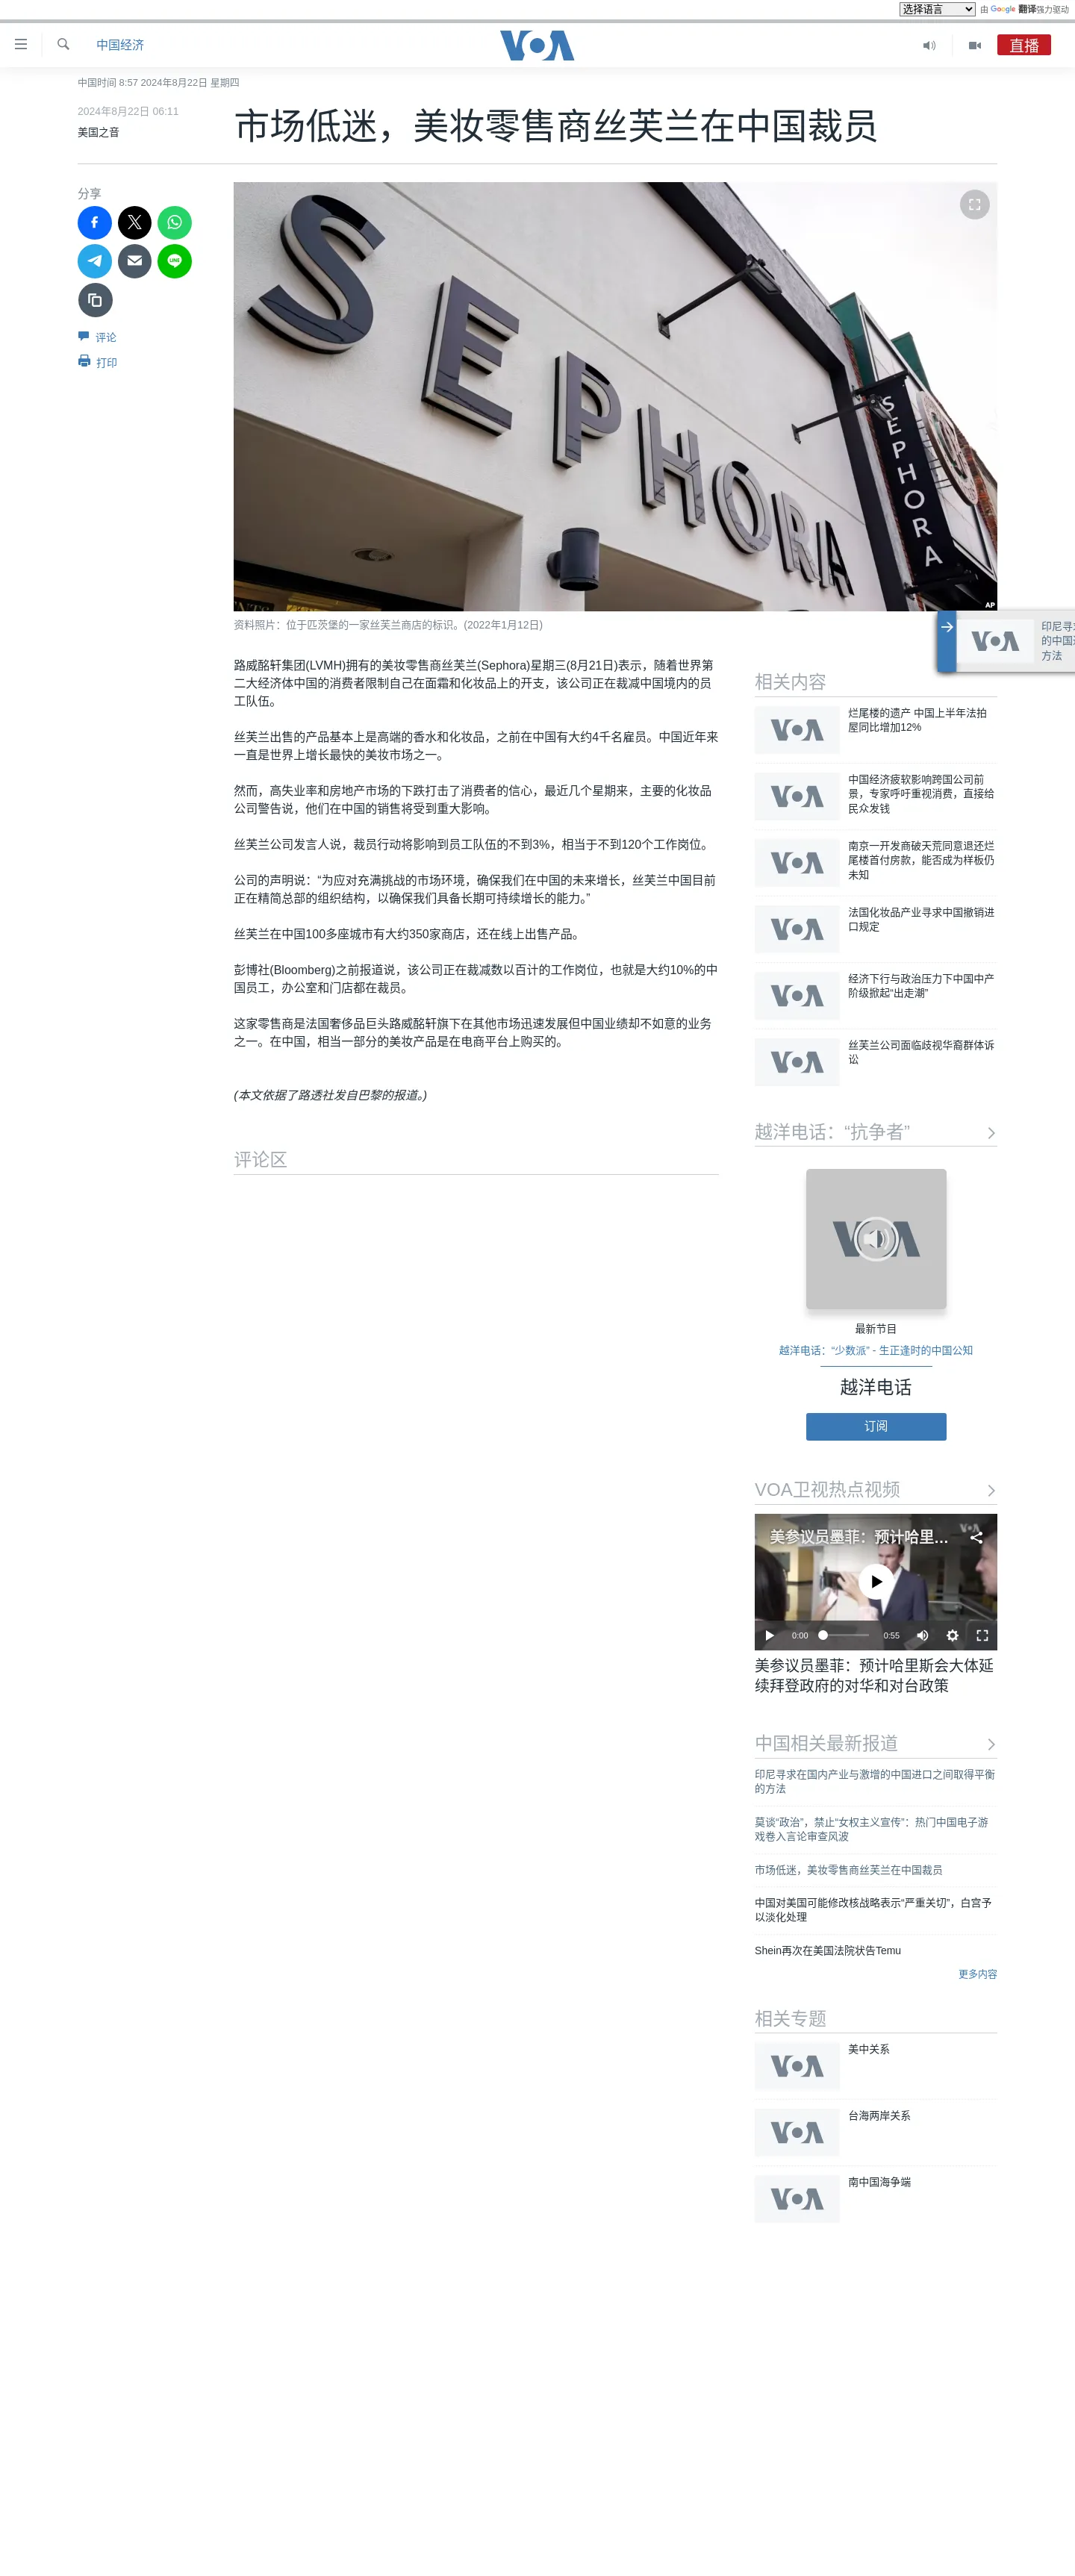 选择语言 由 Google 翻译强力驱动
中国经济
VOA
直播
中国时间 8:57 2024年8月22日 星期四
2024年8月22日 06:11
美国之音
市场低迷，美妆零售商丝芙兰在中国裁员
分享
评论
打印
SEPHORA
SEPHORA
AP
资料照片：位于匹茨堡的一家丝芙兰商店的标识。(2022年1月12日)
VOA
印尼寻求
的中国进
方法
路威酩轩集团(LVMH)拥有的美妆零售商丝芙兰(Sephora)星期三(8月21日)表示，随着世界第
二大经济体中国的消费者限制自己在面霜和化妆品上的开支，该公司正在裁减中国境内的员
工队伍。
丝芙兰出售的产品基本上是高端的香水和化妆品，之前在中国有大约4千名雇员。中国近年来
一直是世界上增长最快的美妆市场之一。
然而，高失业率和房地产市场的下跌打击了消费者的信心，最近几个星期来，主要的化妆品
公司警告说，他们在中国的销售将受到重大影响。
丝芙兰公司发言人说，裁员行动将影响到员工队伍的不到3%，相当于不到120个工作岗位。
公司的声明说：“为应对充满挑战的市场环境，确保我们在中国的未来增长，丝芙兰中国目前
正在精简总部的组织结构，以确保我们具备长期可持续增长的能力。”
丝芙兰在中国100多座城市有大约350家商店，还在线上出售产品。
彭博社(Bloomberg)之前报道说，该公司正在裁减数以百计的工作岗位，也就是大约10%的中
国员工，办公室和门店都在裁员。
这家零售商是法国奢侈品巨头路威酩轩旗下在其他市场迅速发展但中国业绩却不如意的业务
之一。在中国，相当一部分的美妆产品是在电商平台上购买的。
(本文依据了路透社发自巴黎的报道。)
评论区
相关内容
VOA
烂尾楼的遗产 中国上半年法拍
屋同比增加12%
VOA
中国经济疲软影响跨国公司前
景，专家呼吁重视消费，直接给
民众发钱
VOA
南京一开发商破天荒同意退还烂
尾楼首付房款，能否成为样板仍
未知
VOA
法国化妆品产业寻求中国撤销进
口规定
VOA
经济下行与政治压力下中国中产
阶级掀起“出走潮”
VOA
丝芙兰公司面临歧视华裔群体诉
讼
越洋电话：“抗争者”
VOA
最新节目
越洋电话：“少数派” - 生正逢时的中国公知
越洋电话
订阅
VOA卫视热点视频
美参议员墨菲：预计哈里...
VOA
0:00
0:55
美参议员墨菲：预计哈里斯会大体延
续拜登政府的对华和对台政策
中国相关最新报道
印尼寻求在国内产业与激增的中国进口之间取得平衡
的方法
莫谈“政治”，禁止“女权主义宣传”：热门中国电子游
戏卷入言论审查风波
市场低迷，美妆零售商丝芙兰在中国裁员
中国对美国可能修改核战略表示“严重关切”，白宫予
以淡化处理
Shein再次在美国法院状告Temu
更多内容
相关专题
VOA
美中关系
VOA
台海两岸关系
VOA
南中国海争端